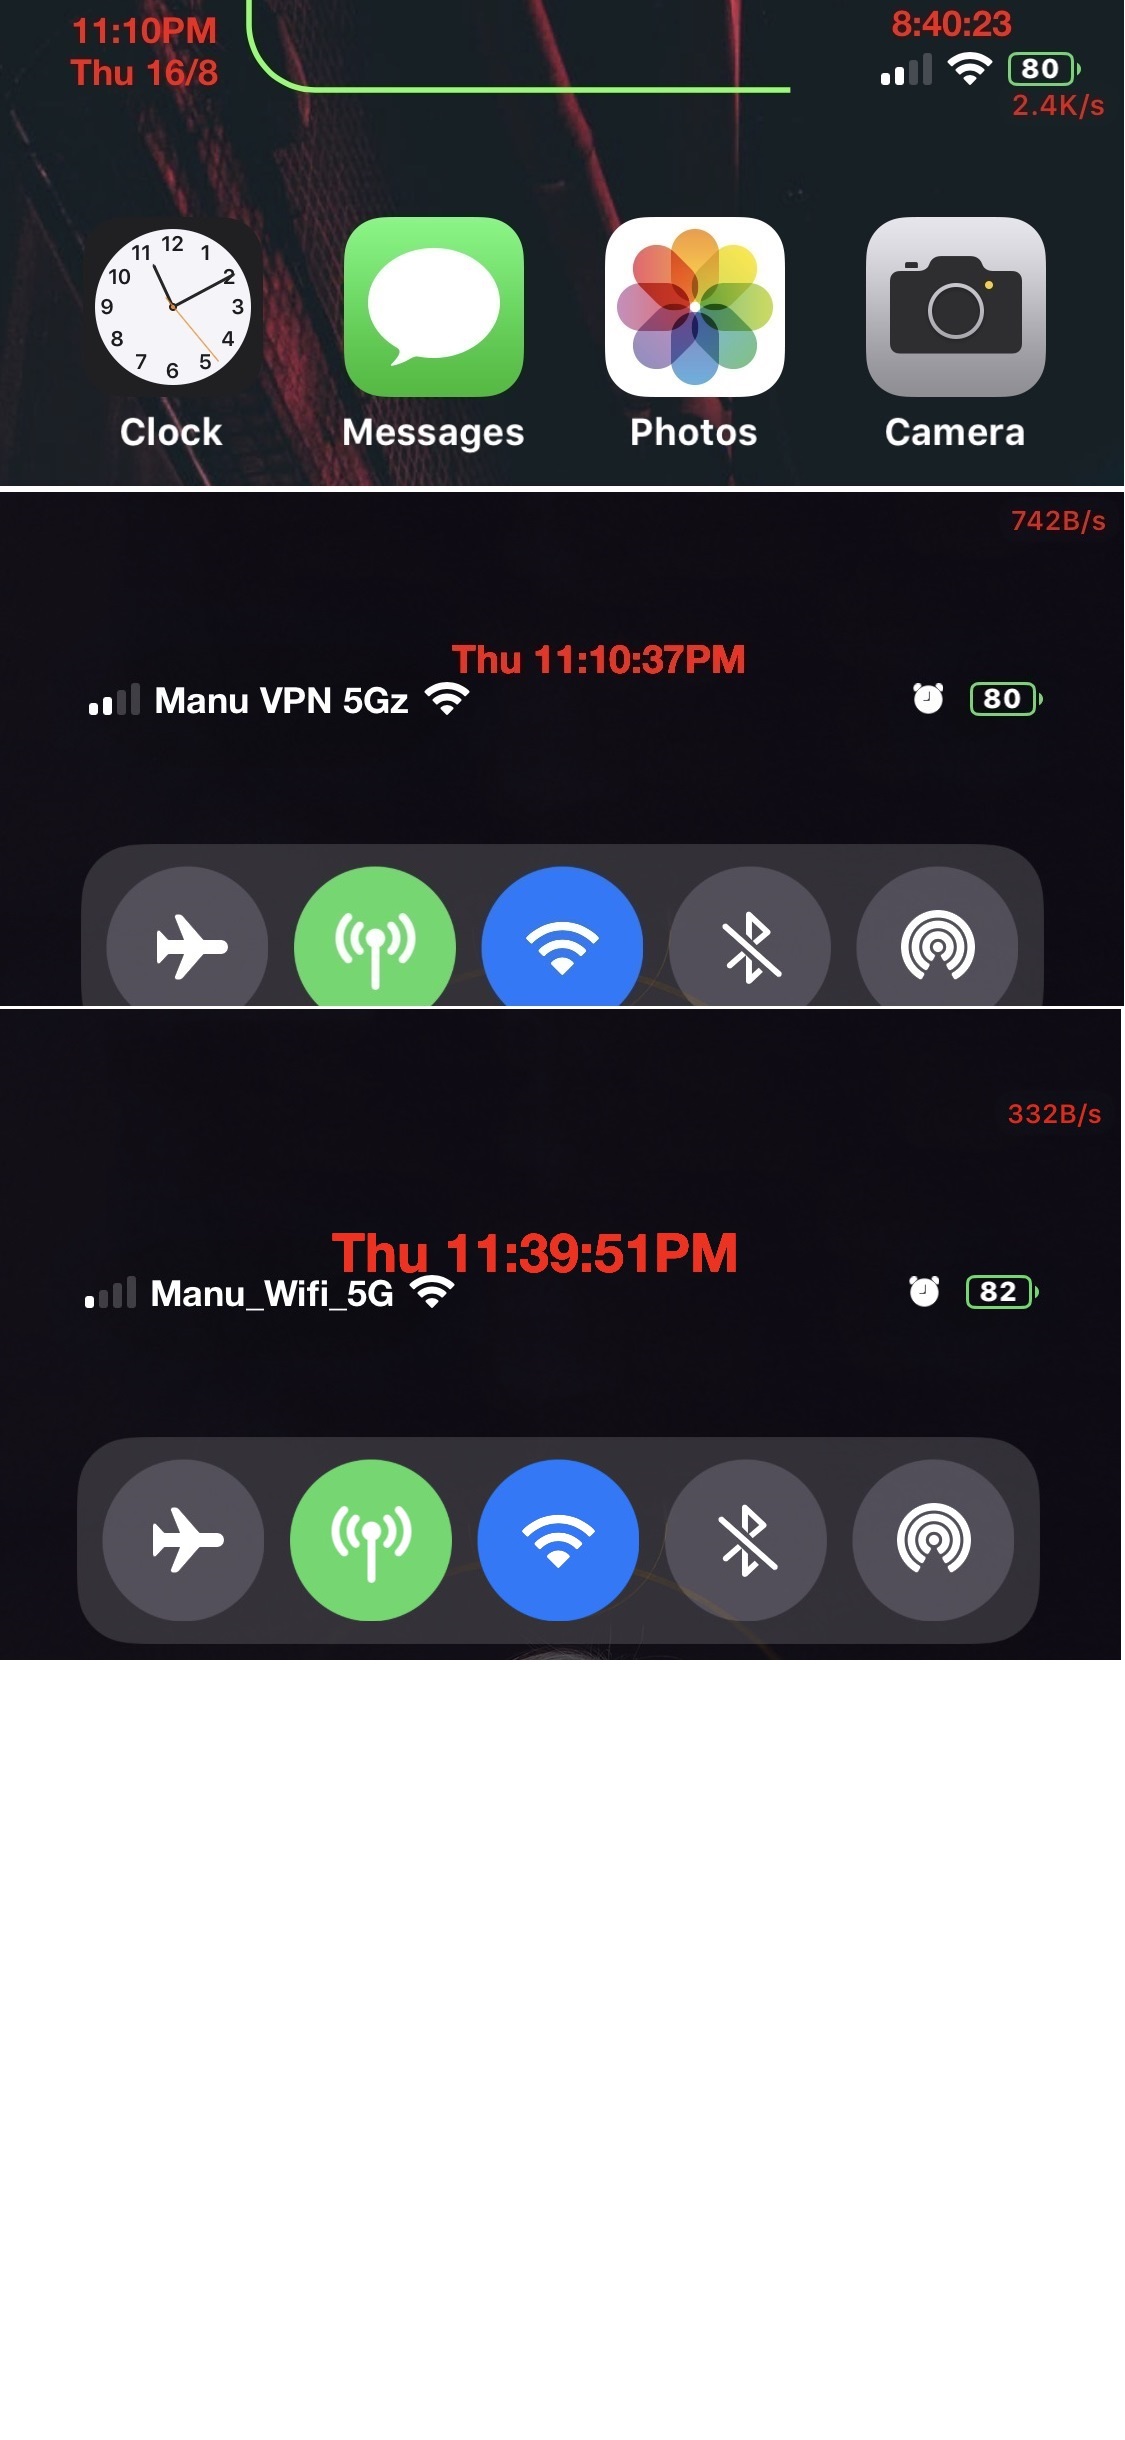 11:10PM
8:40:23
Thu 16/8
80
2.4K/s
12
11 1
10 2
9 3
8 4
7 5
6
Clock Messages Photos Camera
742B/s
Thu 11:10:37PM
Manu VPN 5Gz 80
332B/s
Thu 11:39:51PM
Manu_Wifi_5G 82